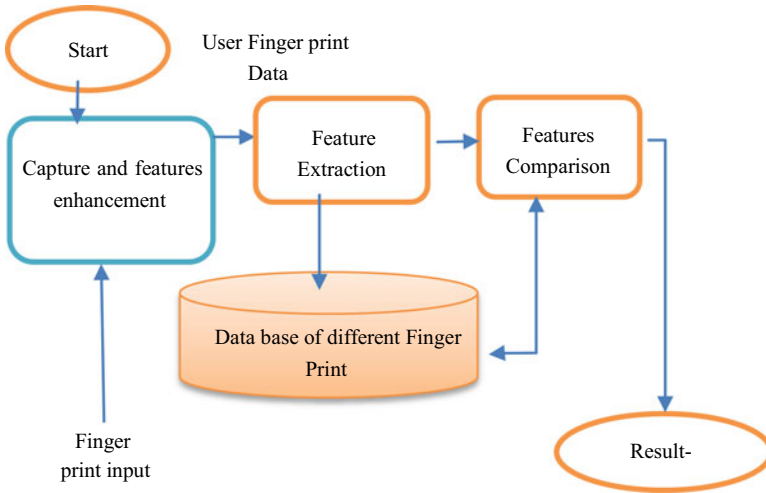 Start
User Finger print
Data
Capture and features
enhancement
Feature
Extraction
Features
Comparison
Data base of different Finger
Print
Finger
print input
Result-